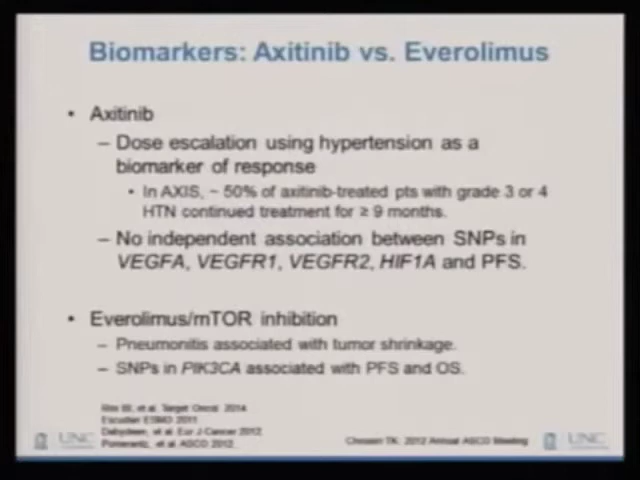 Biomarkers: Axitinib vs. Everolimus
• Axitinib
– Dose escalation using hypertension as a
biomarker of response
• In AXIS, ~ 50% of axitinib-treated pts with grade 3 or 4
HTN continued treatment for ≥ 9 months.
– No independent association between SNPs in
VEGFA, VEGFR1, VEGFR2, HIF1A and PFS.
• Everolimus/mTOR inhibition
– Pneumonitis associated with tumor shrinkage.
– SNPs in PIK3CA associated with PFS and OS.
et al. Target Oncol. 2014
Escudier ESMO 2011
et al. Eur J Cancer 2012
et al. ASCO 2012
UNC
TK. 2012 Annual ASCO Meeting
UNC